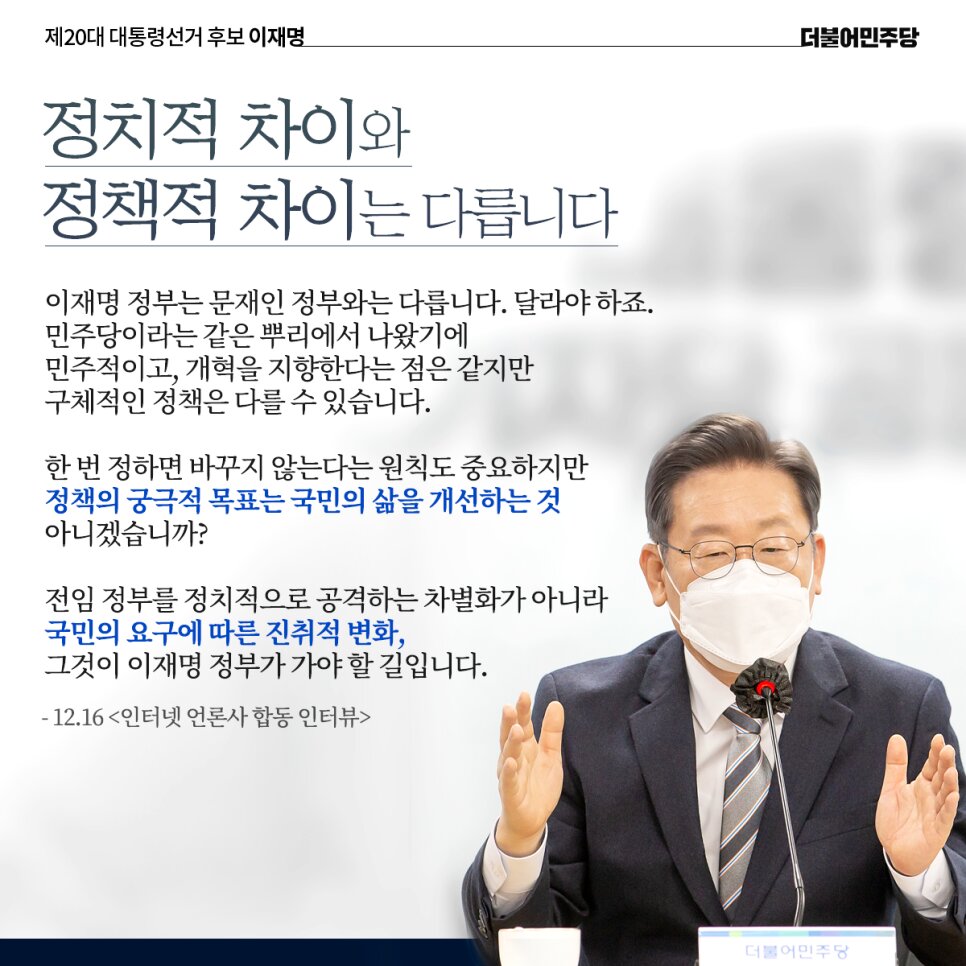 제20대 대통령선거 후보 이재명
더불어민주당
정치적 차이와
정책적 차이는 다릅니다
이재명 정부는 문재인 정부와는 다릅니다. 달라야 하죠.
민주당이라는 같은 뿌리에서 나왔기에
민주적이고, 개혁을 지향한다는 점은 같지만
구체적인 정책은 다를 수 있습니다.
한 번 정하면 바꾸지 않는다는 원칙도 중요하지만
정책의 궁극적 목표는 국민의 삶을 개선하는 것
아니겠습니까?
전임 정부를 정치적으로 공격하는 차별화가 아니라
국민의 요구에 따른 진취적 변화,
그것이 이재명 정부가 가야 할 길입니다.
- 12.16 <인터넷 언론사 합동 인터뷰>
더불어민주당